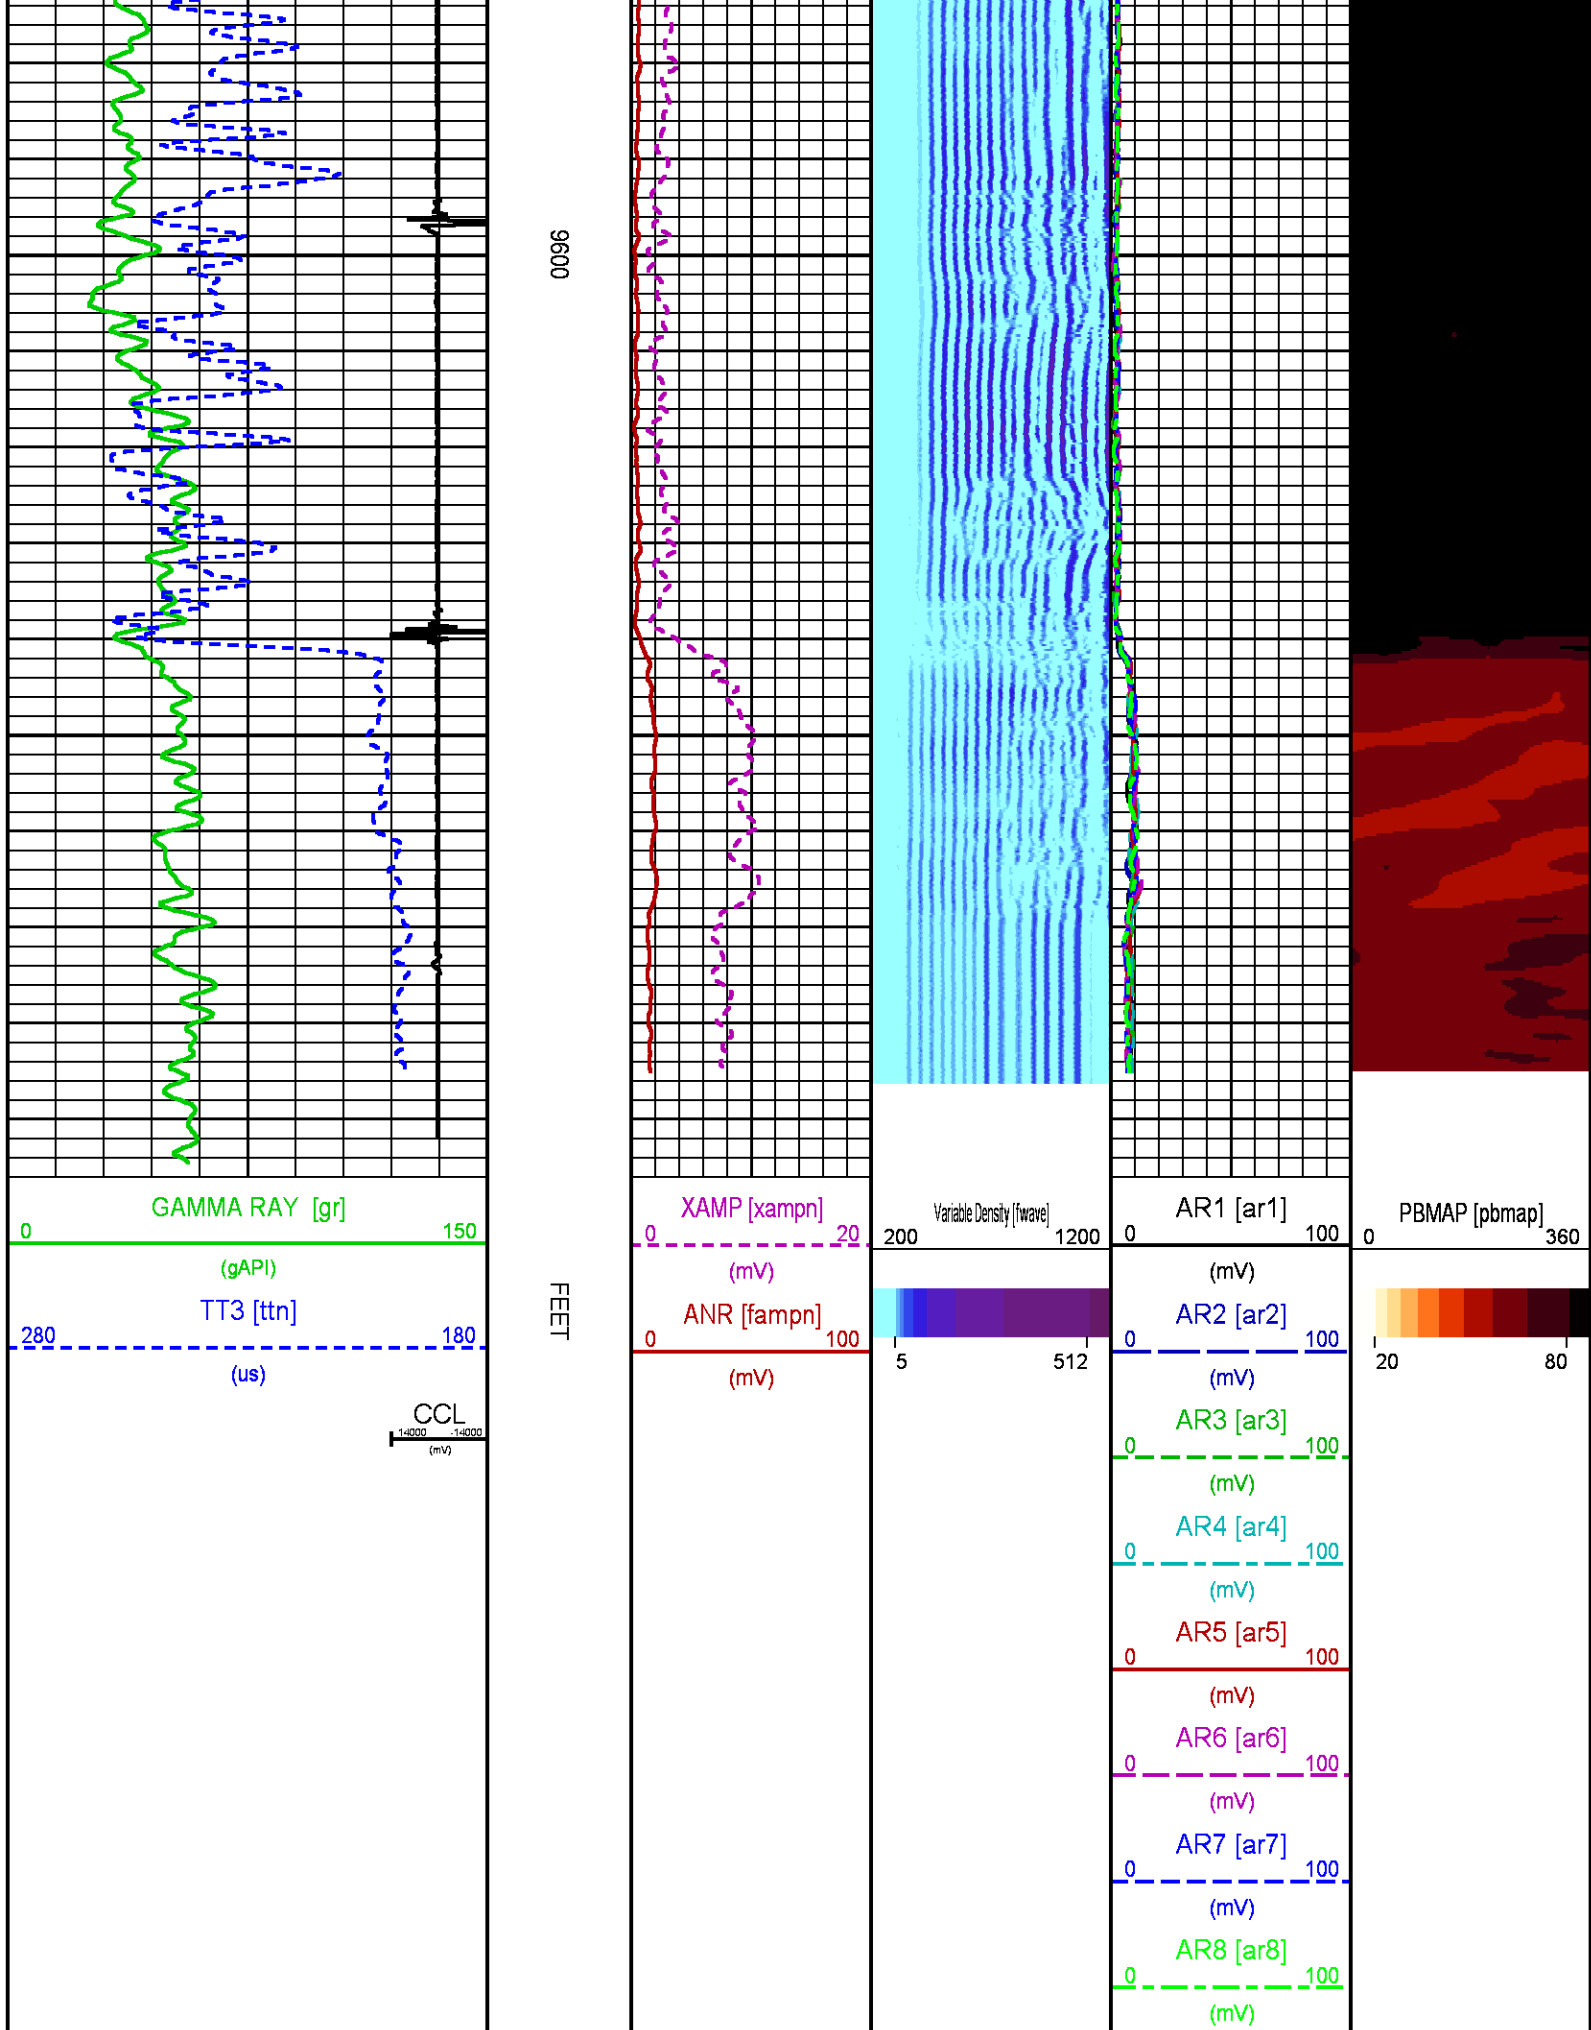 9600
FEET
GAMMA RAY [gr]
0 150
(gAPI)
TT3 [ttn]
280 180
(us)
CCL
14000 -14000
(mV)
XAMP [xampn]
0 20
(mV)
ANR [fampn]
0 100
(mV)
Variable Density [fwave]
200 1200
5 512
AR1 [ar1]
0 100
(mV)
AR2 [ar2]
0 100
(mV)
AR3 [ar3]
0 100
(mV)
AR4 [ar4]
0 100
(mV)
AR5 [ar5]
0 100
(mV)
AR6 [ar6]
0 100
(mV)
AR7 [ar7]
0 100
(mV)
AR8 [ar8]
0 100
(mV)
PBMAP [pbmap]
0 360
20 80